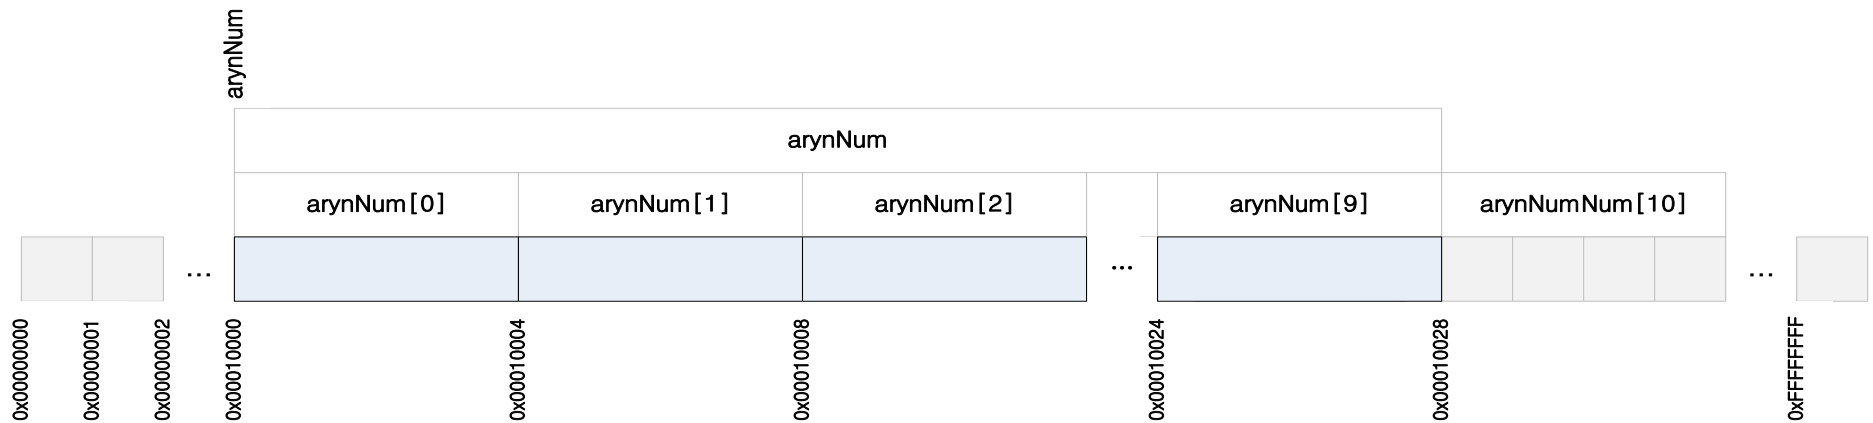 arynNum
arynNum
arynNum[0] arynNum[1] arynNum[2] arynNum[9] arynNumNum[10]
... ... ...
0x00000000 0x00000001 0x00000002 0x00010000 0x00010004 0x00010008 0x00010024 0x00010028 0xFFFFFFFF